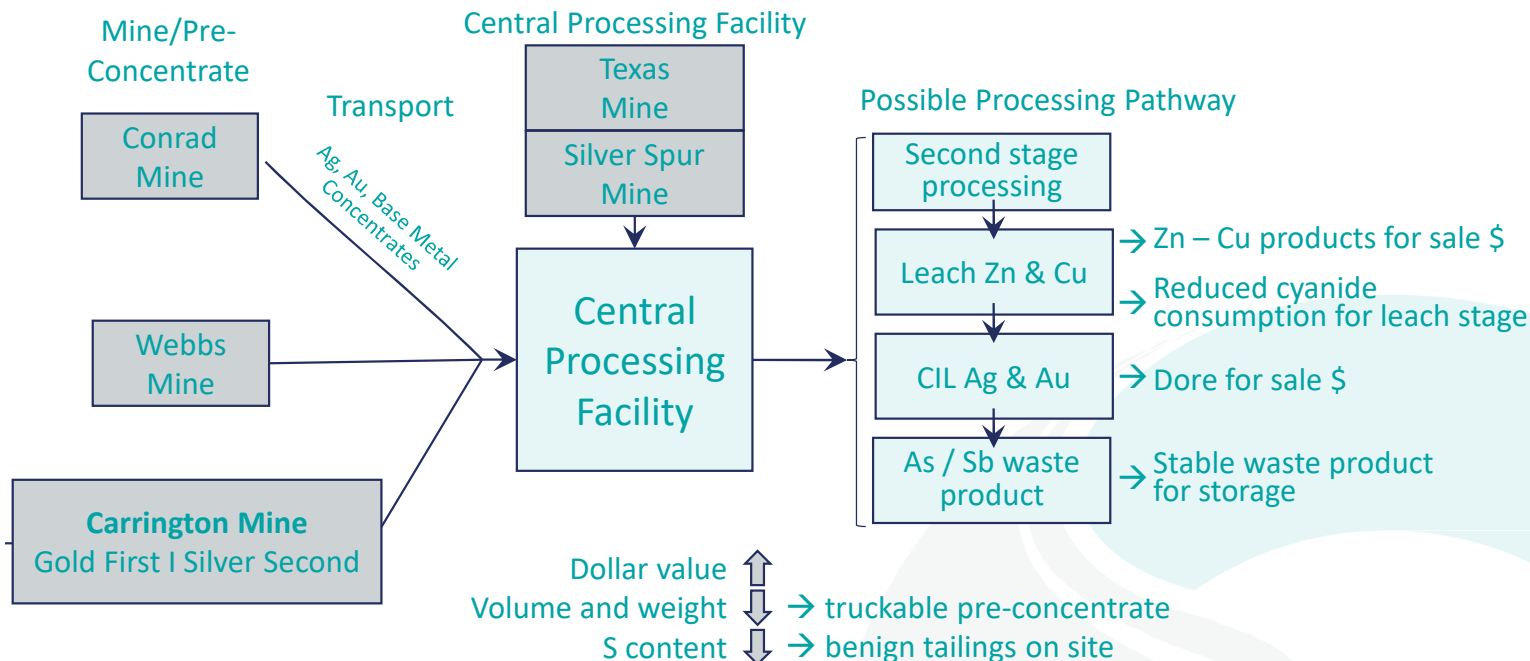 Mine/Pre-
Concentrate
Conrad
Mine
Webbs
Mine
Carrington Mine
Gold First I Silver Second
Transport
Ag, Au, Base Metal
Concentrates
Central Processing Facility
Texas
Mine
Silver Spur
Mine
Central
Processing
Facility
Possible Processing Pathway
Second stage
processing
Leach Zn & Cu
→ Zn – Cu products for sale $
→ Reduced cyanide
consumption for leach stage
CIL Ag & Au
→ Dore for sale $
As / Sb waste
product
→ Stable waste product
for storage
Dollar value
Volume and weight → truckable pre-concentrate
S content → benign tailings on site